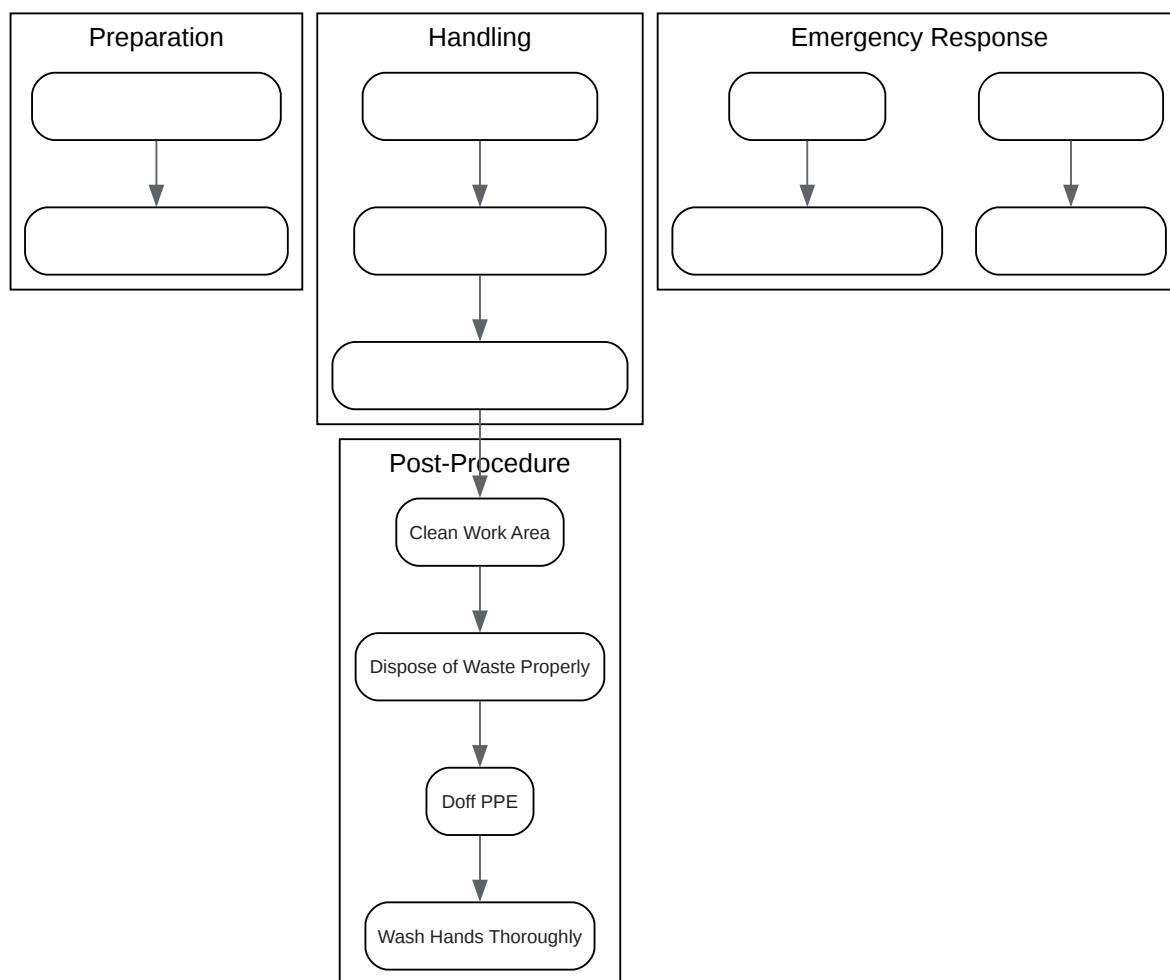 Preparation
Handling
Emergency Response
Post-Procedure
Clean Work Area
Dispose of Waste Properly
Doff PPE
Wash Hands Thoroughly